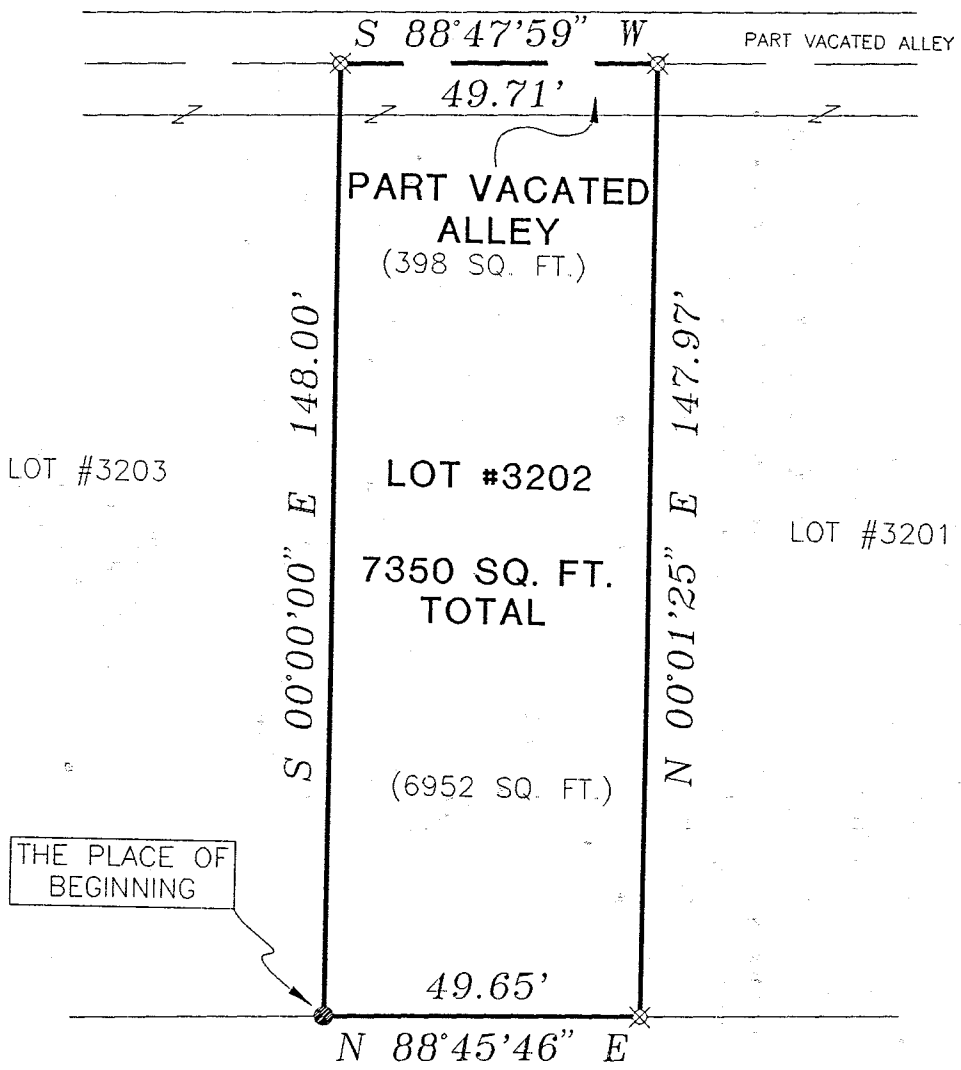 S 88°47'59" W
PART VACATED ALLEY
49.71'
PART VACATED
ALLEY
(398 SQ. FT.)
S 00°00'00" E 148.00'
N 00°01'25" E 147.97'
LOT #3203
LOT #3202
LOT #3201
7350 SQ. FT.
TOTAL
(6952 SQ. FT.)
THE PLACE OF
BEGINNING
49.65'
N 88°45'46" E